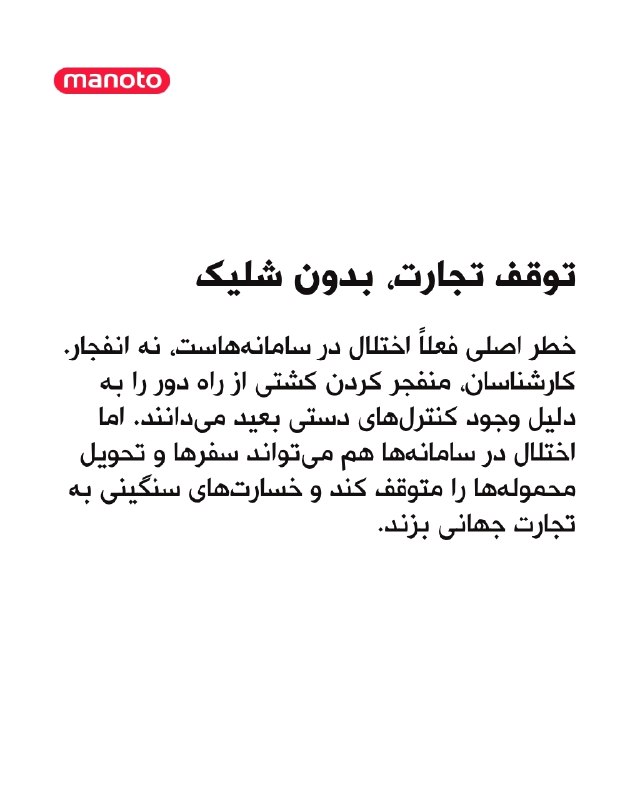 manoto
توقف تجارت، بدون شلیک
خطر اصلی فعلاً اختلال در سامانه‌هاست، نه انفجار.
کارشناسان، منفجر کردن کشتی از راه دور را به
دلیل وجود کنترل‌های دستی بعید می‌دانند. اما
اختلال در سامانه‌ها هم می‌تواند سفرها و تحویل
محموله‌ها را متوقف کند و خسارت‌های سنگینی به
تجارت جهانی بزند.